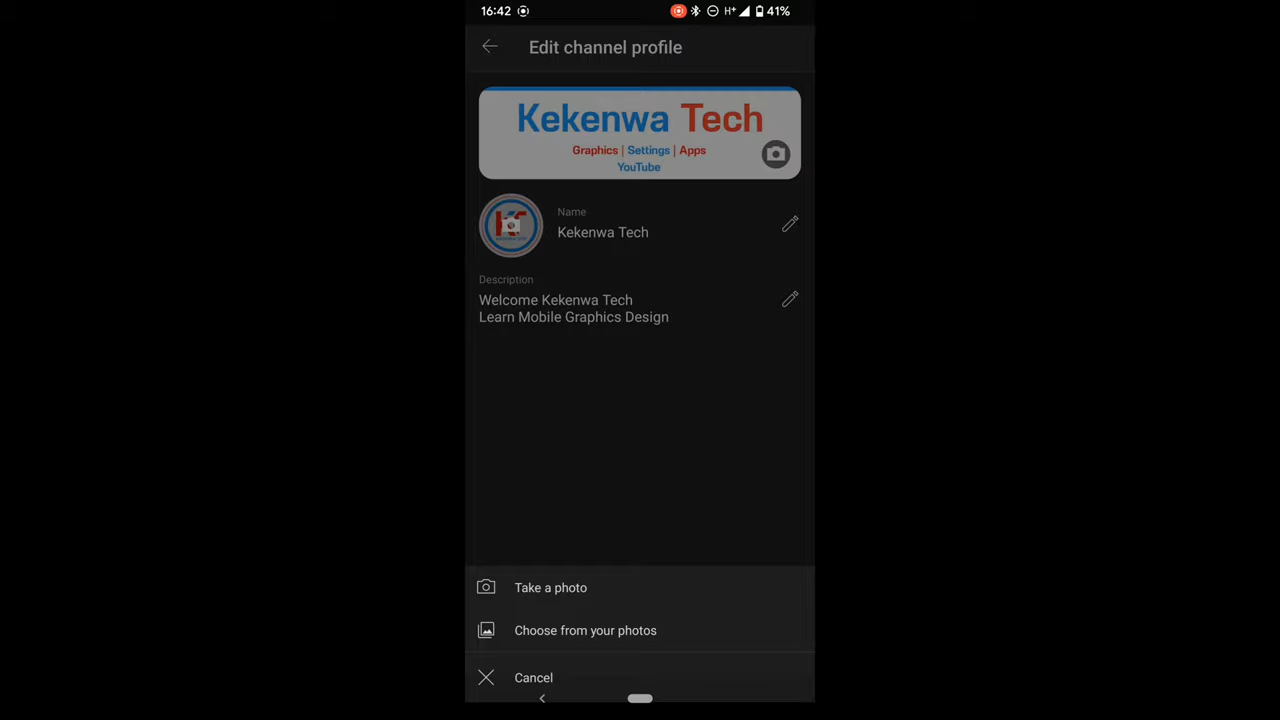 16:42 H+ 41%
Edit channel profile
Kekenwa Tech
Graphics | Settings | Apps
YouTube
Name
Kekenwa Tech
Description
Welcome Kekenwa Tech
Learn Mobile Graphics Design
Take a photo
Choose from your photos
Cancel